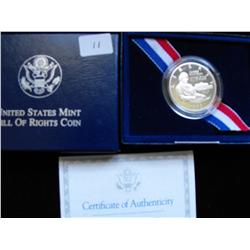 11
UNITED STATES MINT
BILL OF RIGHTS COIN
Certificate of Authenticity